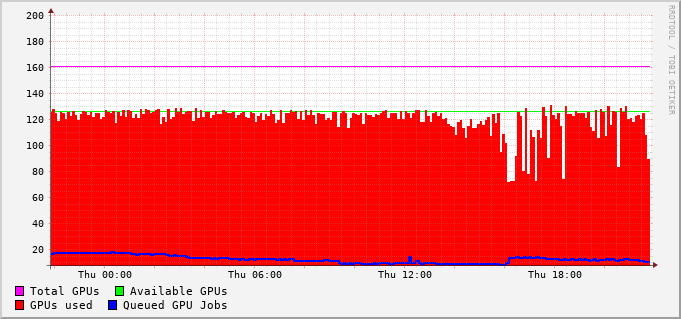 200
180
160
140
120
100
80
60
40
20
Thu 00:00 Thu 06:00 Thu 12:00 Thu 18:00
Total GPUs Available GPUs
GPUs used Queued GPU Jobs
RRDTOOL / TOBI OETIKER